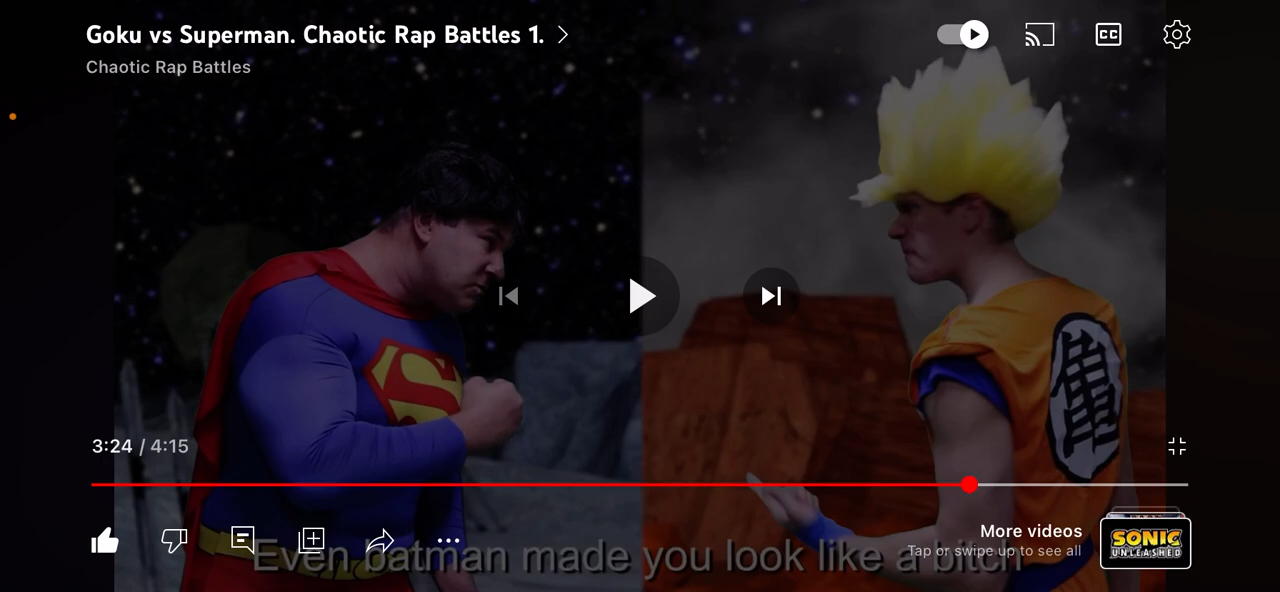 Goku vs Superman. Chaotic Rap Battles 1.
Chaotic Rap Battles
CC
S
3:24 / 4:15
More videos
Tap or swipe up to see all
SONIC
UNLEASHED
Even batman made you look like a bitch